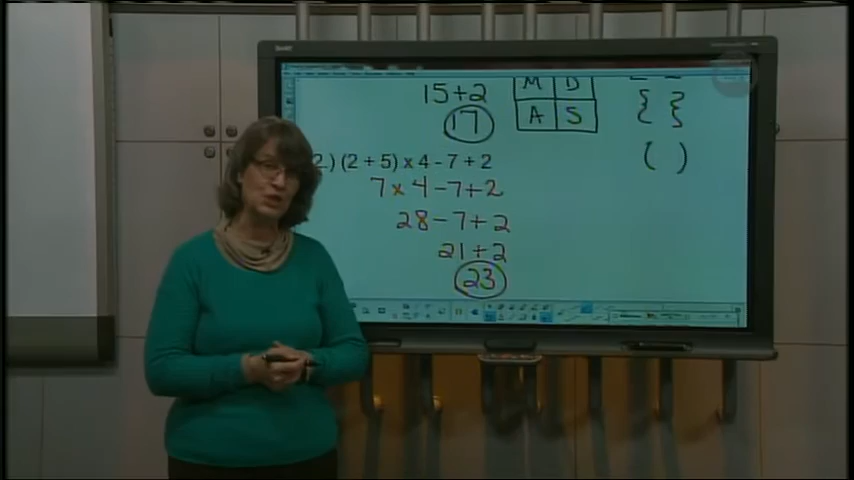 SMART
15+2
17
M D
A S
{ }
( )
2.) (2 + 5) x 4 - 7 + 2
7 x 4 - 7 + 2
28 - 7 + 2
21 + 2
23